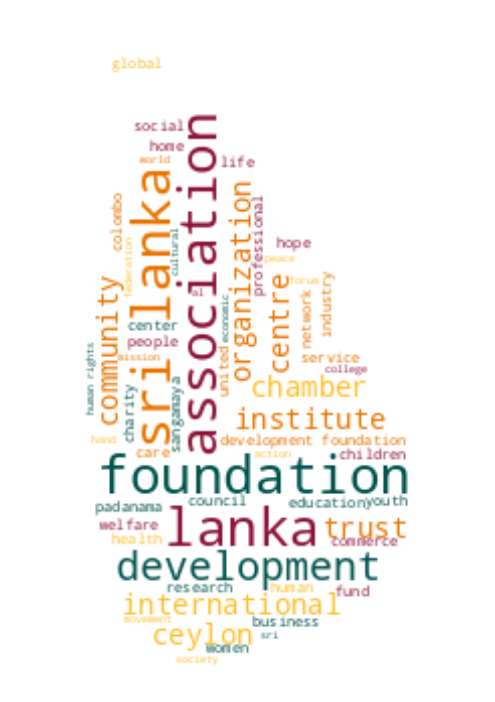 global
social
home
world
life
association
sri lanka
colombo
organization
professional
cultural
federation
hope
peace
forum
al
economic
community
centre
network
industry
center
people
mission
human rights
united
service
college
charity
sangamaya
chamber
institute
hand
development foundation
care
action
children
foundation
padanama
council
education
youth
welfare
lanka
trust
health
commerce
development
research
human
fund
international
movement
business
ceylon
sri
women
society